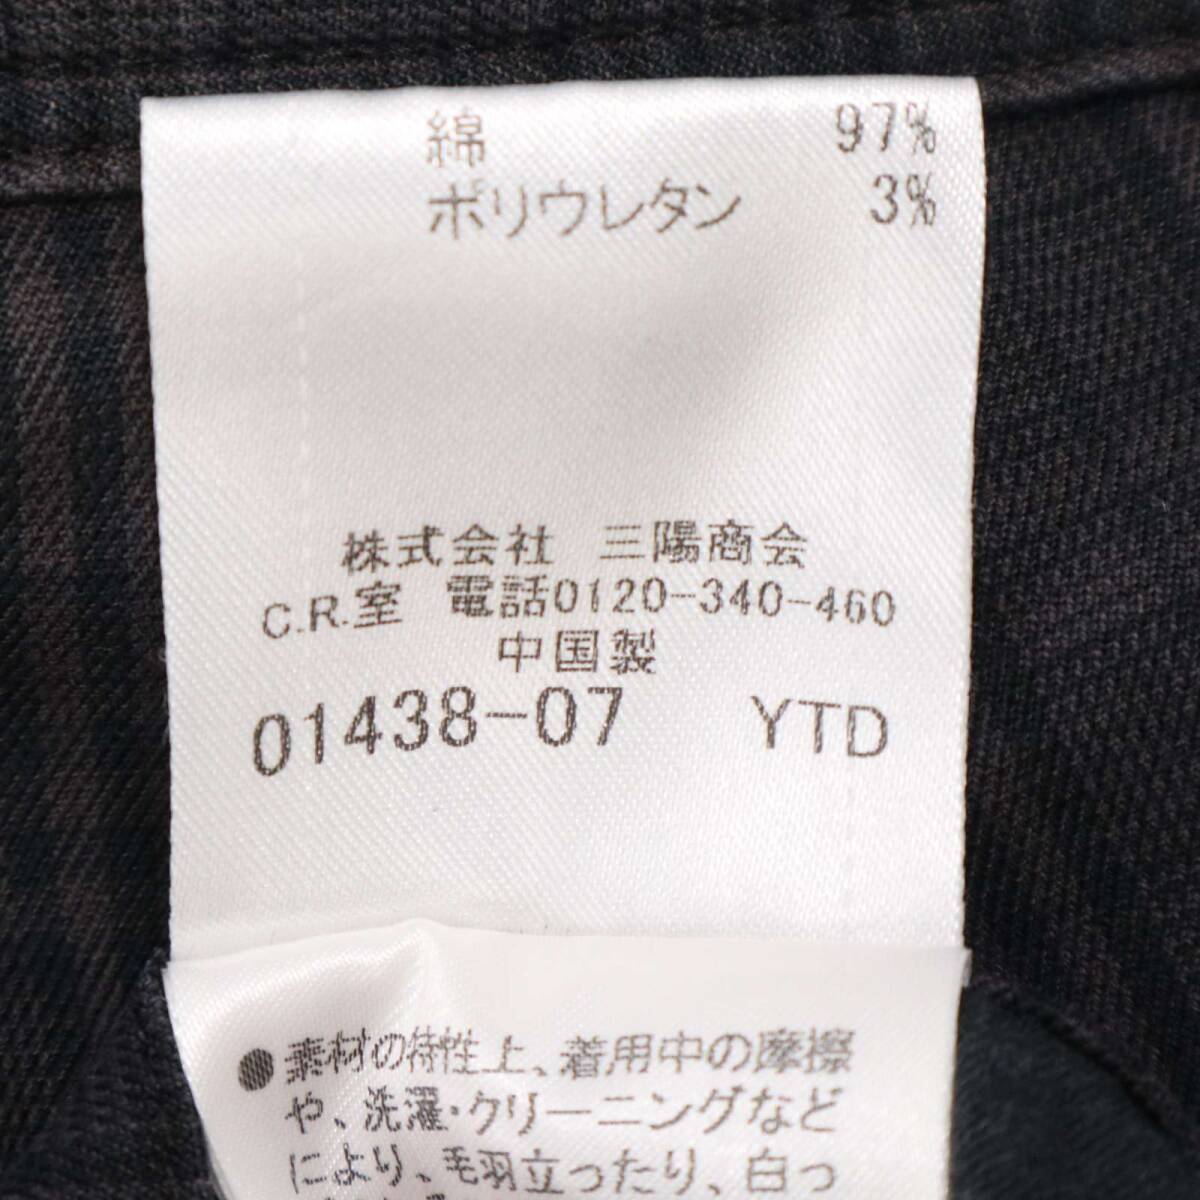 綿 97%
ポリウレタン 3%
株式会社 三陽商会
C.R.室 電話0120-340-460
中国製
01438-07 YTD
●素材の特性上、着用中の摩擦
や、洗濯・クリーニングなど
により、毛羽立ったり、白っ